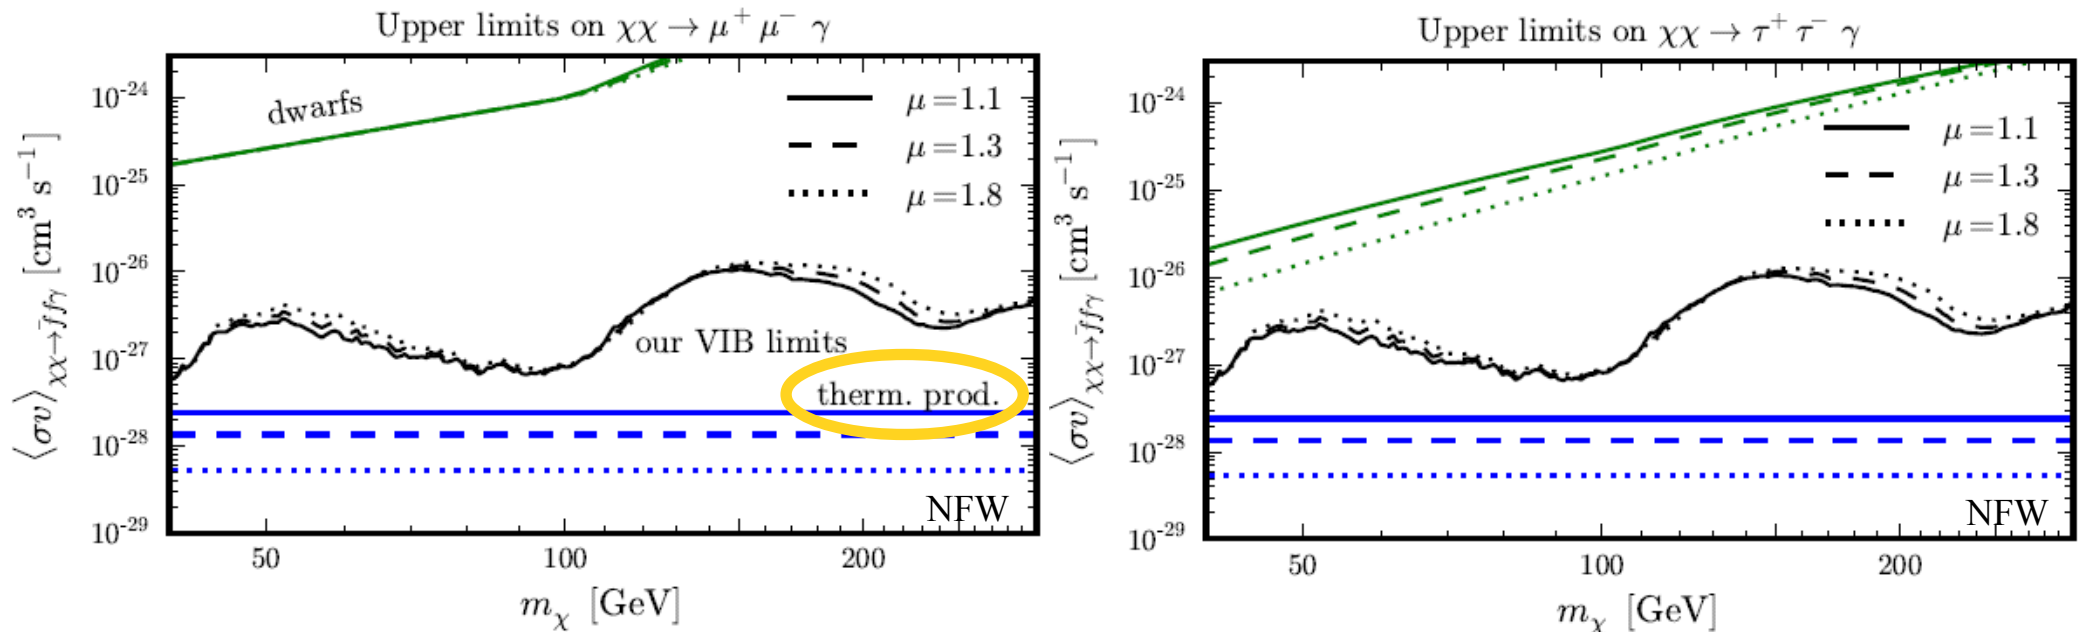 Upper limits on χχ → μ⁺ μ⁻ γ
⟨σv⟩χχ→f̄fγ [cm³ s⁻¹]
10⁻²⁴
10⁻²⁵
10⁻²⁶
10⁻²⁷
10⁻²⁸
10⁻²⁹
dwarfs
μ=1.1
μ=1.3
μ=1.8
our VIB limits
therm. prod.
NFW
50 100 200
mχ [GeV]
Upper limits on χχ → τ⁺ τ⁻ γ
⟨σv⟩χχ→f̄fγ [cm³ s⁻¹]
10⁻²⁴
10⁻²⁵
10⁻²⁶
10⁻²⁷
10⁻²⁸
10⁻²⁹
μ=1.1
μ=1.3
μ=1.8
NFW
50 100 200
mχ [GeV]